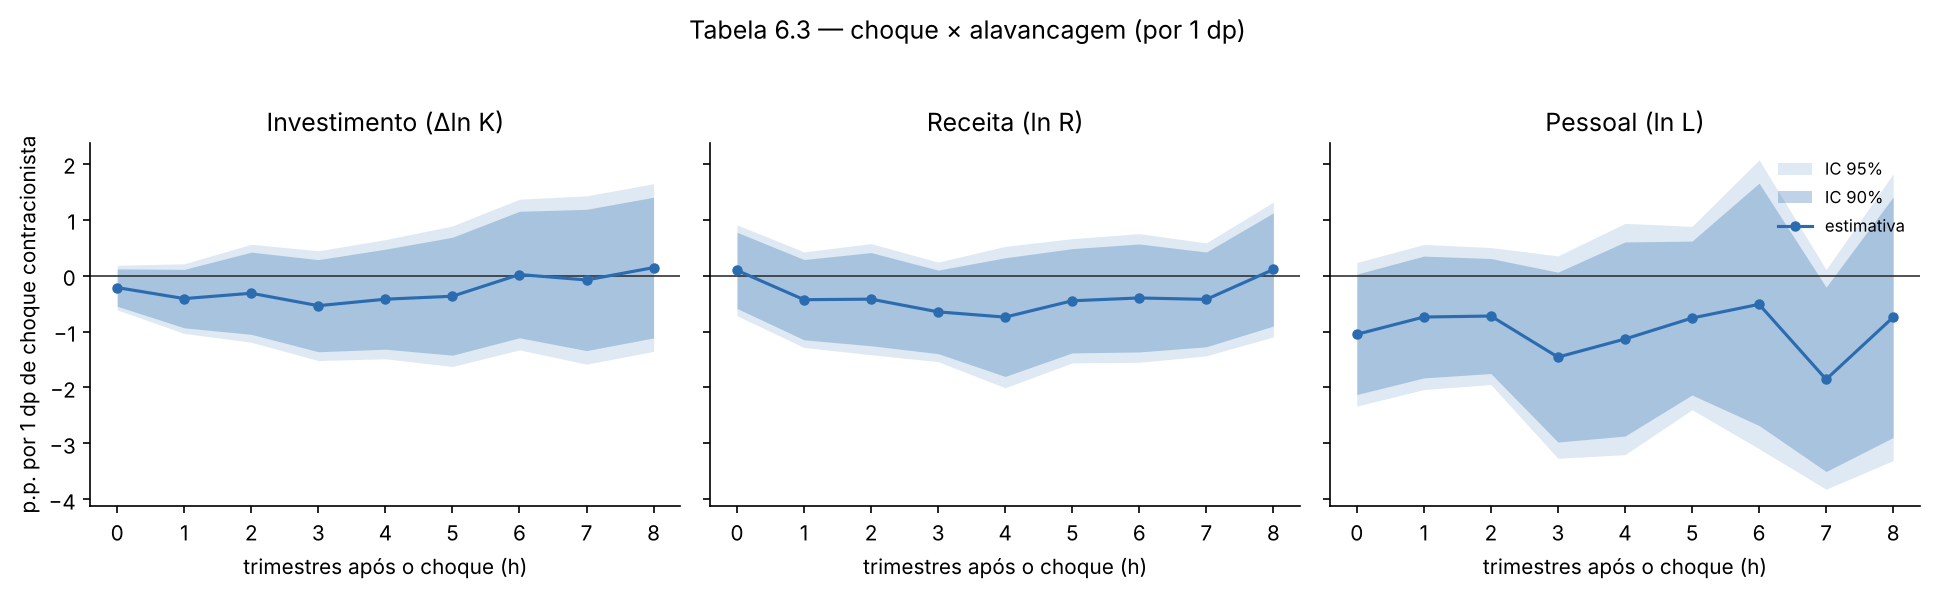 Tabela 6.3 — choque × alavancagem (por 1 dp)
Investimento (Δln K)
Receita (ln R)
Pessoal (ln L)
p.p. por 1 dp de choque contracionista
2
1
0
−1
−2
−3
−4
IC 95%
IC 90%
estimativa
0 1 2 3 4 5 6 7 8
0 1 2 3 4 5 6 7 8
0 1 2 3 4 5 6 7 8
trimestres após o choque (h)
trimestres após o choque (h)
trimestres após o choque (h)